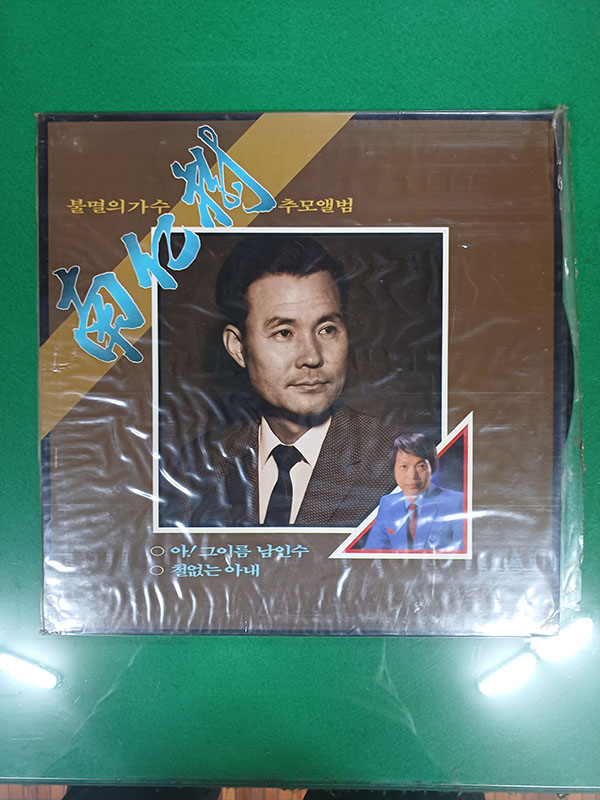 불멸의가수
南仁樹
추모앨범
○ 아! 그이름 남인수
○ 철없는 아내